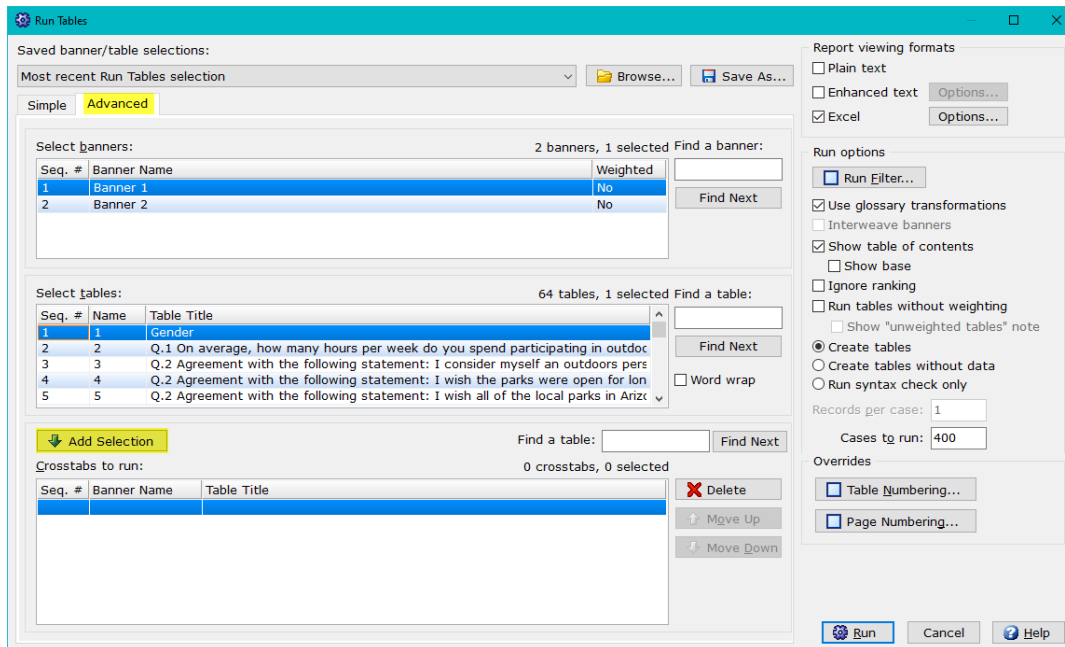 Run Tables
Saved banner/table selections:
Most recent Run Tables selection
Browse...
Save As...
Simple
Advanced
Select banners:
2 banners, 1 selected
Find a banner:
Seq. # Banner Name Weighted
1 Banner 1 No
2 Banner 2 No
Find Next
Select tables:
64 tables, 1 selected
Find a table:
Seq. # Name Table Title
1 1 Gender
2 2 Q.1 On average, how many hours per week do you spend participating in outdoc
3 3 Q.2 Agreement with the following statement: I consider myself an outdoors pers
4 4 Q.2 Agreement with the following statement: I wish the parks were open for lon
5 5 Q.2 Agreement with the following statement: I wish all of the local parks in Arizc
Find Next
Word wrap
Add Selection
Find a table:
Find Next
Crosstabs to run:
0 crosstabs, 0 selected
Seq. # Banner Name Table Title
Delete
Move Up
Move Down
Report viewing formats
Plain text
Enhanced text Options...
Excel Options...
Run options
Run Filter...
Use glossary transformations
Interweave banners
Show table of contents
Show base
Ignore ranking
Run tables without weighting
Show "unweighted tables" note
Create tables
Create tables without data
Run syntax check only
Records per case: 1
Cases to run: 400
Overrides
Table Numbering...
Page Numbering...
Run
Cancel
Help